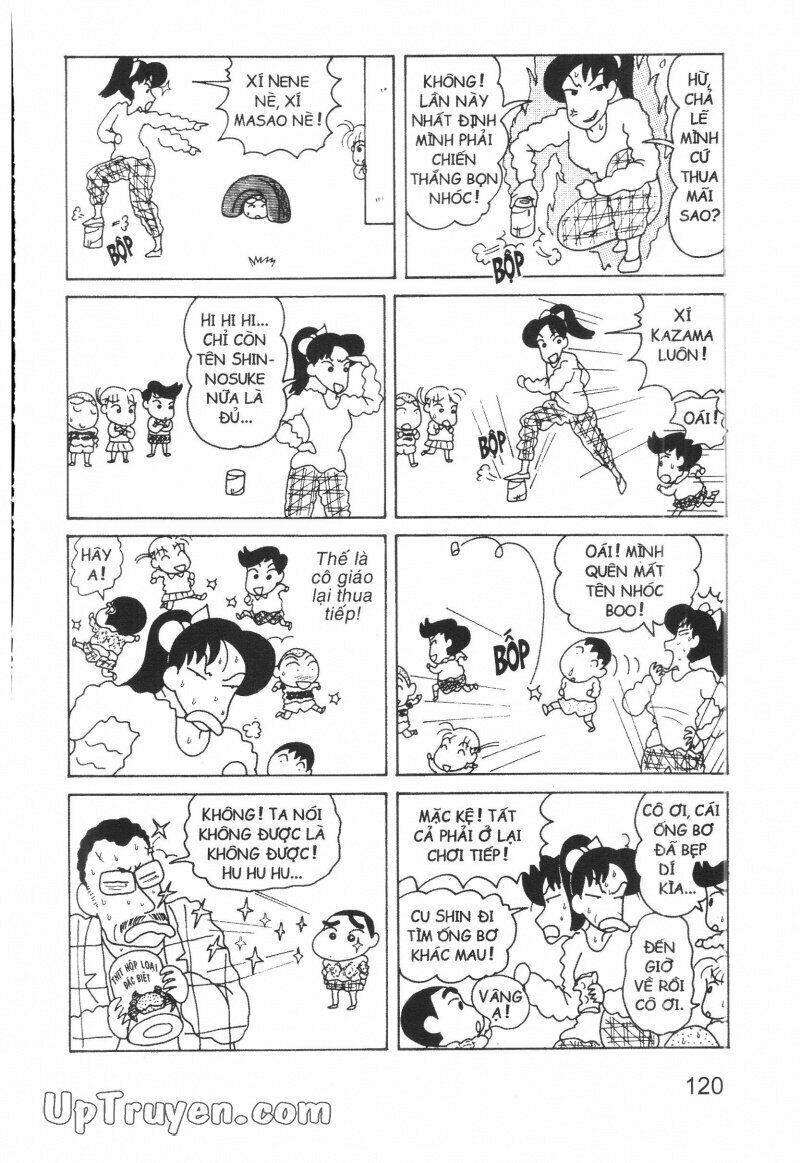 HỪ,
CHẢ
LẼ
MÌNH
CỨ
THUA
MÃI
SAO?
KHÔNG!
LẦN NÀY
NHẤT ĐỊNH
MÌNH PHẢI
CHIẾN
THẮNG BỌN
NHÓC!
BỘP
XÍ NENE
NÈ, XÍ
MASAO NÈ!
BỘP
XÍ
KAZAMA
LUÔN!
OÁI!
BỘP
HI HI HI...
CHỈ CÒN
TÊN SHIN-
NOSUKE
NỮA LÀ
ĐỦ...
OÁI! MÌNH
QUÊN MẤT
TÊN NHÓC
BOO!
BỐP
Thế là
cô giáo
lại thua
tiếp!
HÂY
A!
CÔ ƠI, CÁI
ỐNG BƠ
ĐÃ BẸP
DÍ
KÌA...
ĐẾN
GIỜ
VỀ RỒI
CÔ ƠI.
MẶC KỆ! TẤT
CẢ PHẢI Ở LẠI
CHƠI TIẾP!
CU SHIN ĐI
TÌM ỐNG BƠ
KHÁC MAU!
VÂNG
Ạ!
KHÔNG! TA NÓI
KHÔNG ĐƯỢC LÀ
KHÔNG ĐƯỢC!
HU HU HU...
THỊT HỘP LOẠI
ĐẶC BIỆT
120
UpTruyen.com